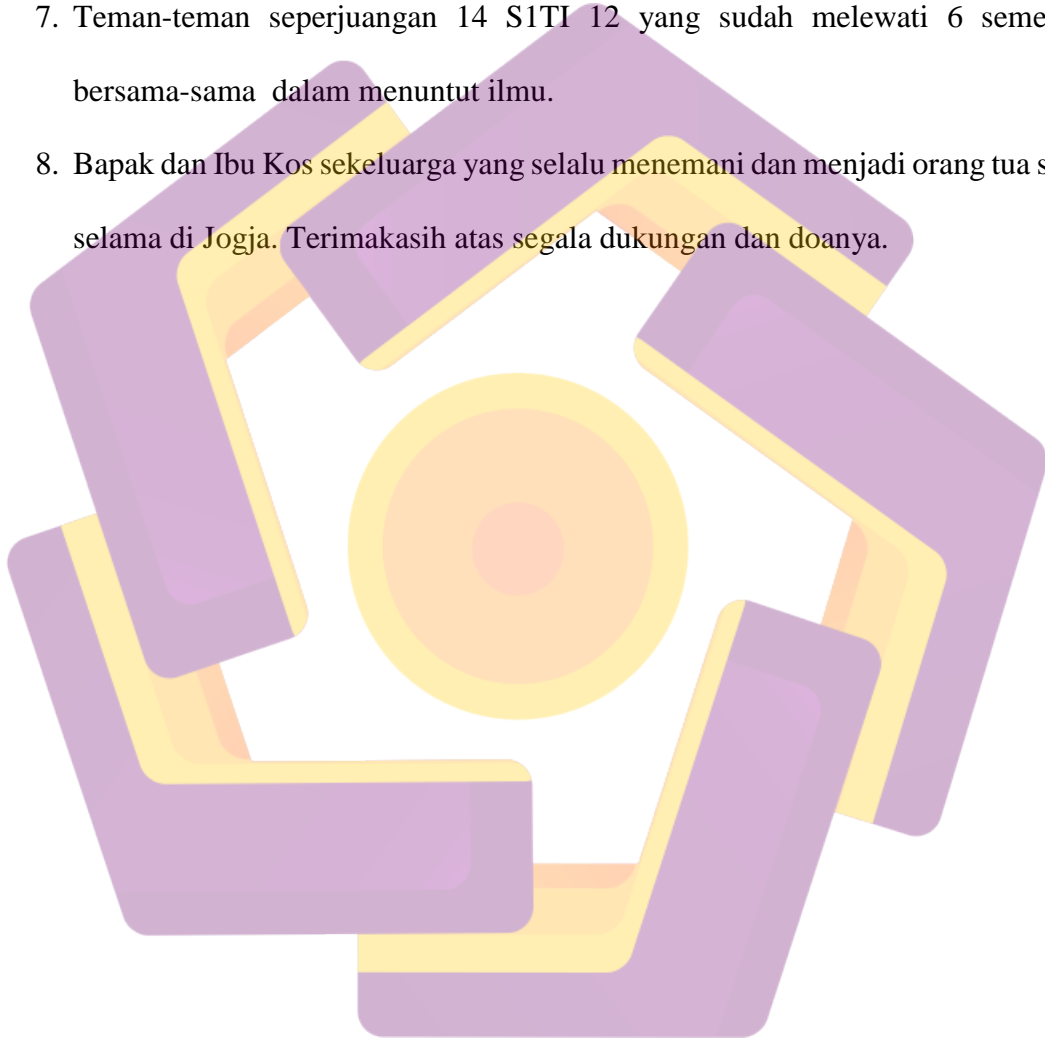 7. Teman-teman seperjuangan 14 S1TI 12 yang sudah melewati 6 seme
bersama-sama dalam menuntut ilmu.
8. Bapak dan Ibu Kos sekeluarga yang selalu menemani dan menjadi orang tua s
selama di Jogja. Terimakasih atas segala dukungan dan doanya.